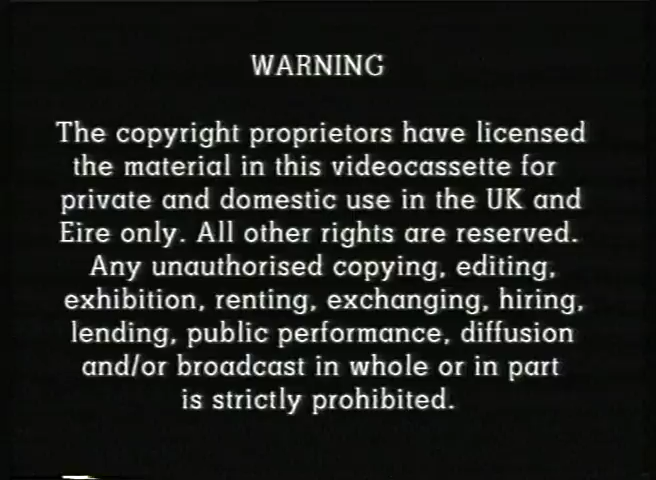 WARNING
The copyright proprietors have licensed
the material in this videocassette for
private and domestic use in the UK and
Eire only. All other rights are reserved.
Any unauthorised copying, editing,
exhibition, renting, exchanging, hiring,
lending, public performance, diffusion
and/or broadcast in whole or in part
is strictly prohibited.